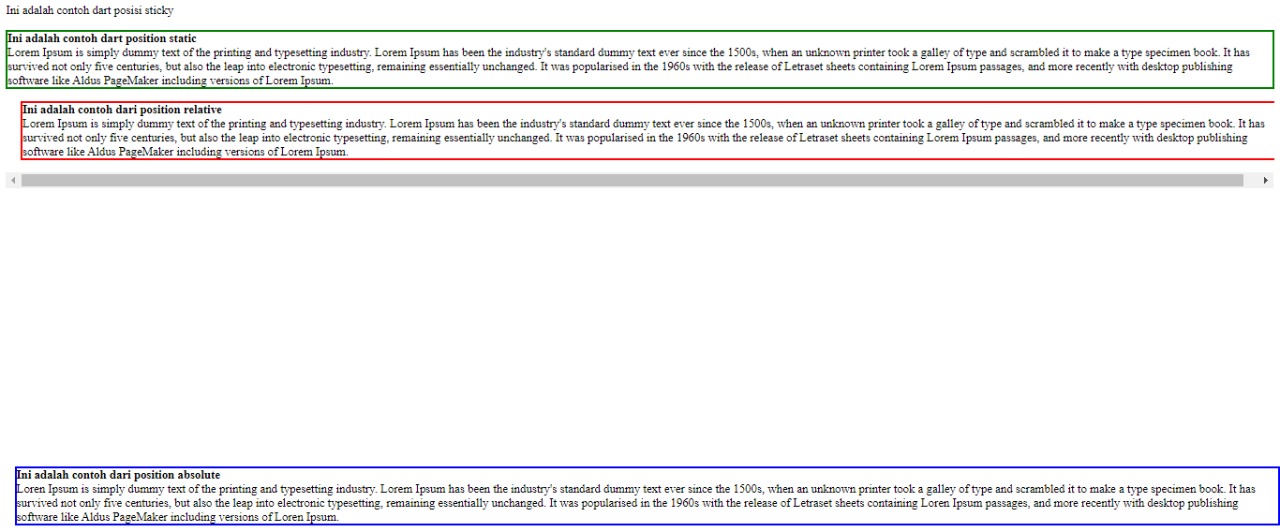 Ini adalah contoh dart posisi sticky
Ini adalah contoh dart position static
Lorem Ipsum is simply dummy text of the printing and typesetting industry. Lorem Ipsum has been the industry's standard dummy text ever since the 1500s, when an unknown printer took a galley of type and scrambled it to make a type specimen book. It has
survived not only five centuries, but also the leap into electronic typesetting, remaining essentially unchanged. It was popularised in the 1960s with the release of Letraset sheets containing Lorem Ipsum passages, and more recently with desktop publishing
software like Aldus PageMaker including versions of Lorem Ipsum.
Ini adalah contoh dari position relative
Lorem Ipsum is simply dummy text of the printing and typesetting industry. Lorem Ipsum has been the industry's standard dummy text ever since the 1500s, when an unknown printer took a galley of type and scrambled it to make a type specimen book. It has
survived not only five centuries, but also the leap into electronic typesetting, remaining essentially unchanged. It was popularised in the 1960s with the release of Letraset sheets containing Lorem Ipsum passages, and more recently with desktop publishing
software like Aldus PageMaker including versions of Lorem Ipsum.
Ini adalah contoh dari position absolute
Loren Ipsum is simply dummy text of the printing and typesetting industry. Lorem Ipsum has been the industry's standard dummy text ever since the 1500s, when an unknown printer took a galley of type and scrambled it to make a type specimen book. It has
survived not only five centuries, but also the leap into electronic typesetting, remaining essentially unchanged. It was popularised in the 1960s with the release of Letraset sheets containing Loren Ipsum passages, and more recently with desktop publishing
software like Aldus PageMaker including versions of Loren Ipsum.